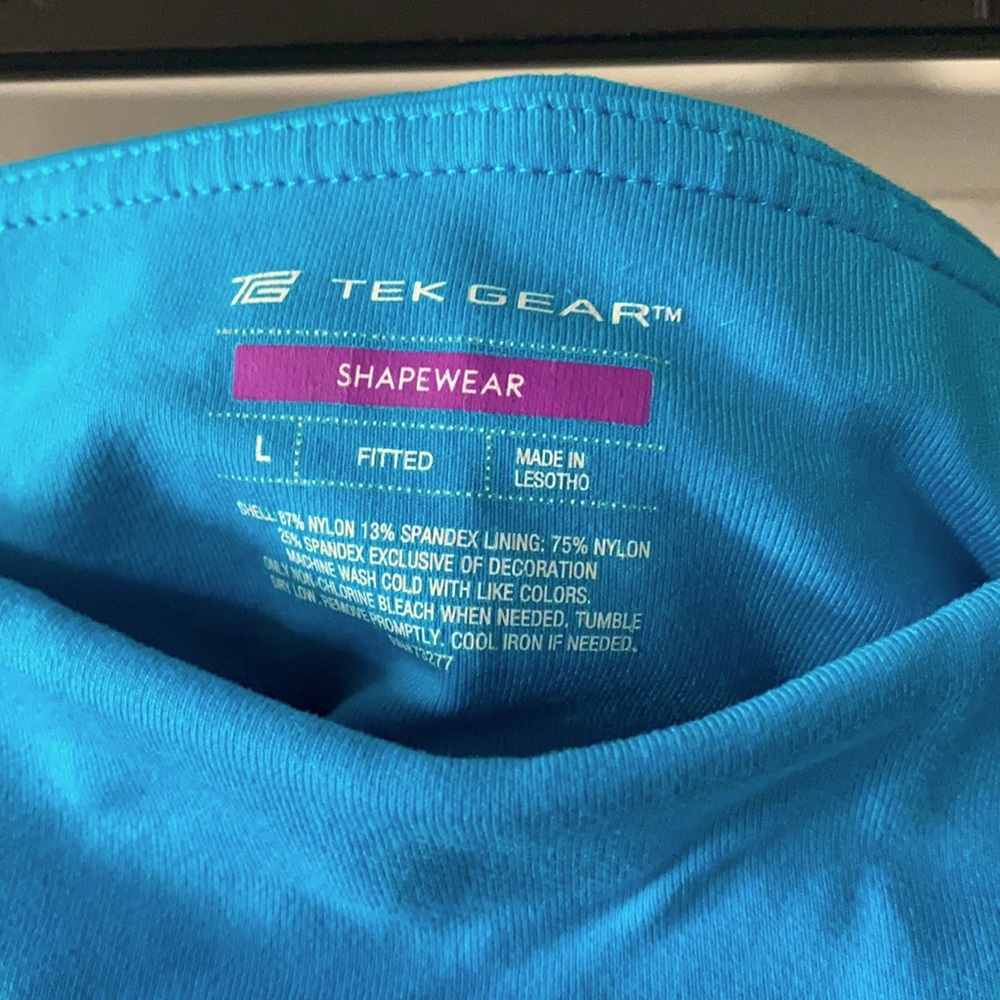 TG TEK GEAR™
SHAPEWEAR
L
FITTED
MADE IN
LESOTHO
SHELL: 87% NYLON 13% SPANDEX LINING: 75% NYLON
25% SPANDEX EXCLUSIVE OF DECORATION
MACHINE WASH COLD WITH LIKE COLORS.
ONLY NON-CHLORINE BLEACH WHEN NEEDED. TUMBLE
DRY LOW. REMOVE PROMPTLY. COOL IRON IF NEEDED.